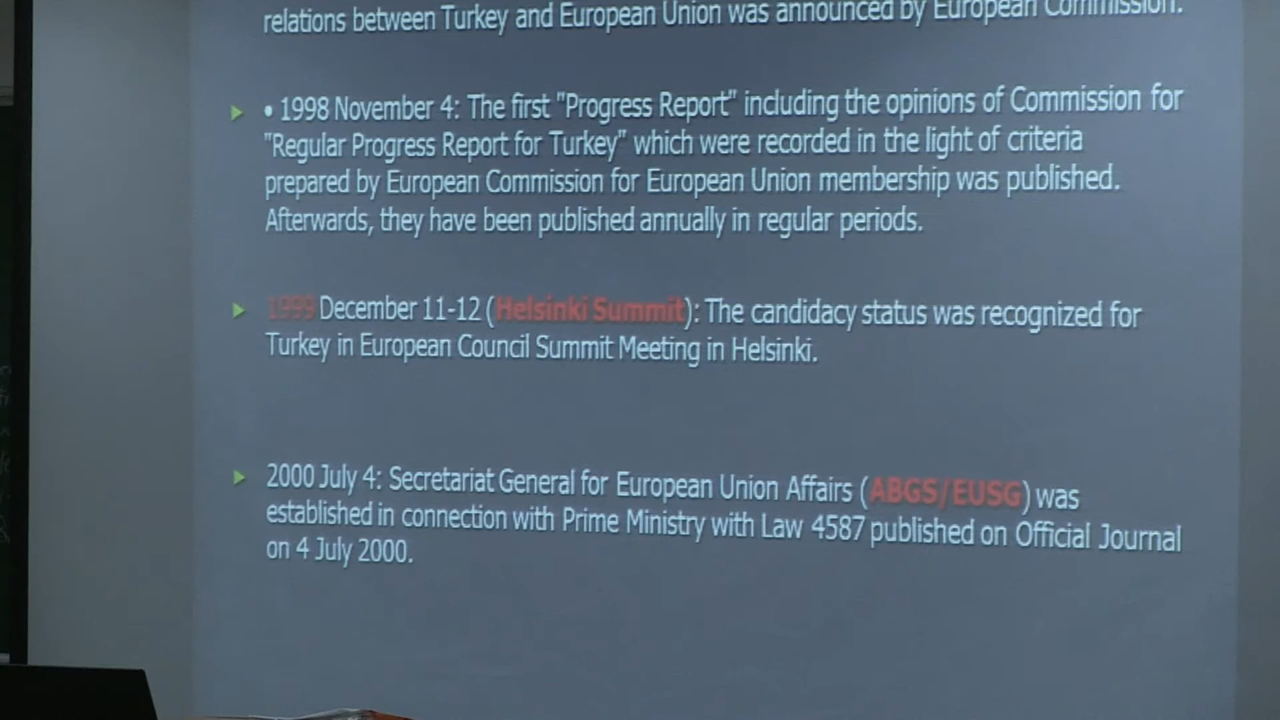 relations between Turkey and European Union was announced by European Commission.
• 1998 November 4: The first "Progress Report" including the opinions of Commission for
"Regular Progress Report for Turkey" which were recorded in the light of criteria
prepared by European Commission for European Union membership was published.
Afterwards, they have been published annually in regular periods.
1999 December 11-12 (Helsinki Summit): The candidacy status was recognized for
Turkey in European Council Summit Meeting in Helsinki.
2000 July 4: Secretariat General for European Union Affairs (ABGS/EUSG) was
established in connection with Prime Ministry with Law 4587 published on Official Journal
on 4 July 2000.